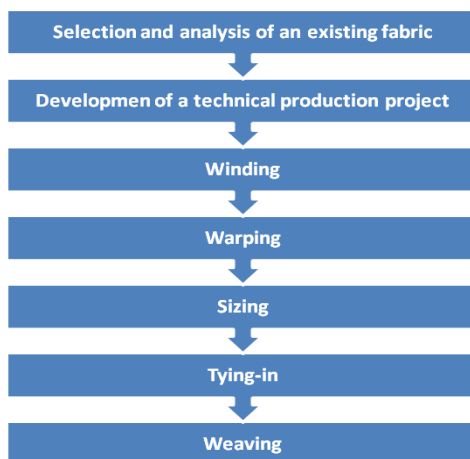 Selection and analysis of an existing fabric
Developmen of a technical production project
Winding
Warping
Sizing
Tying-in
Weaving